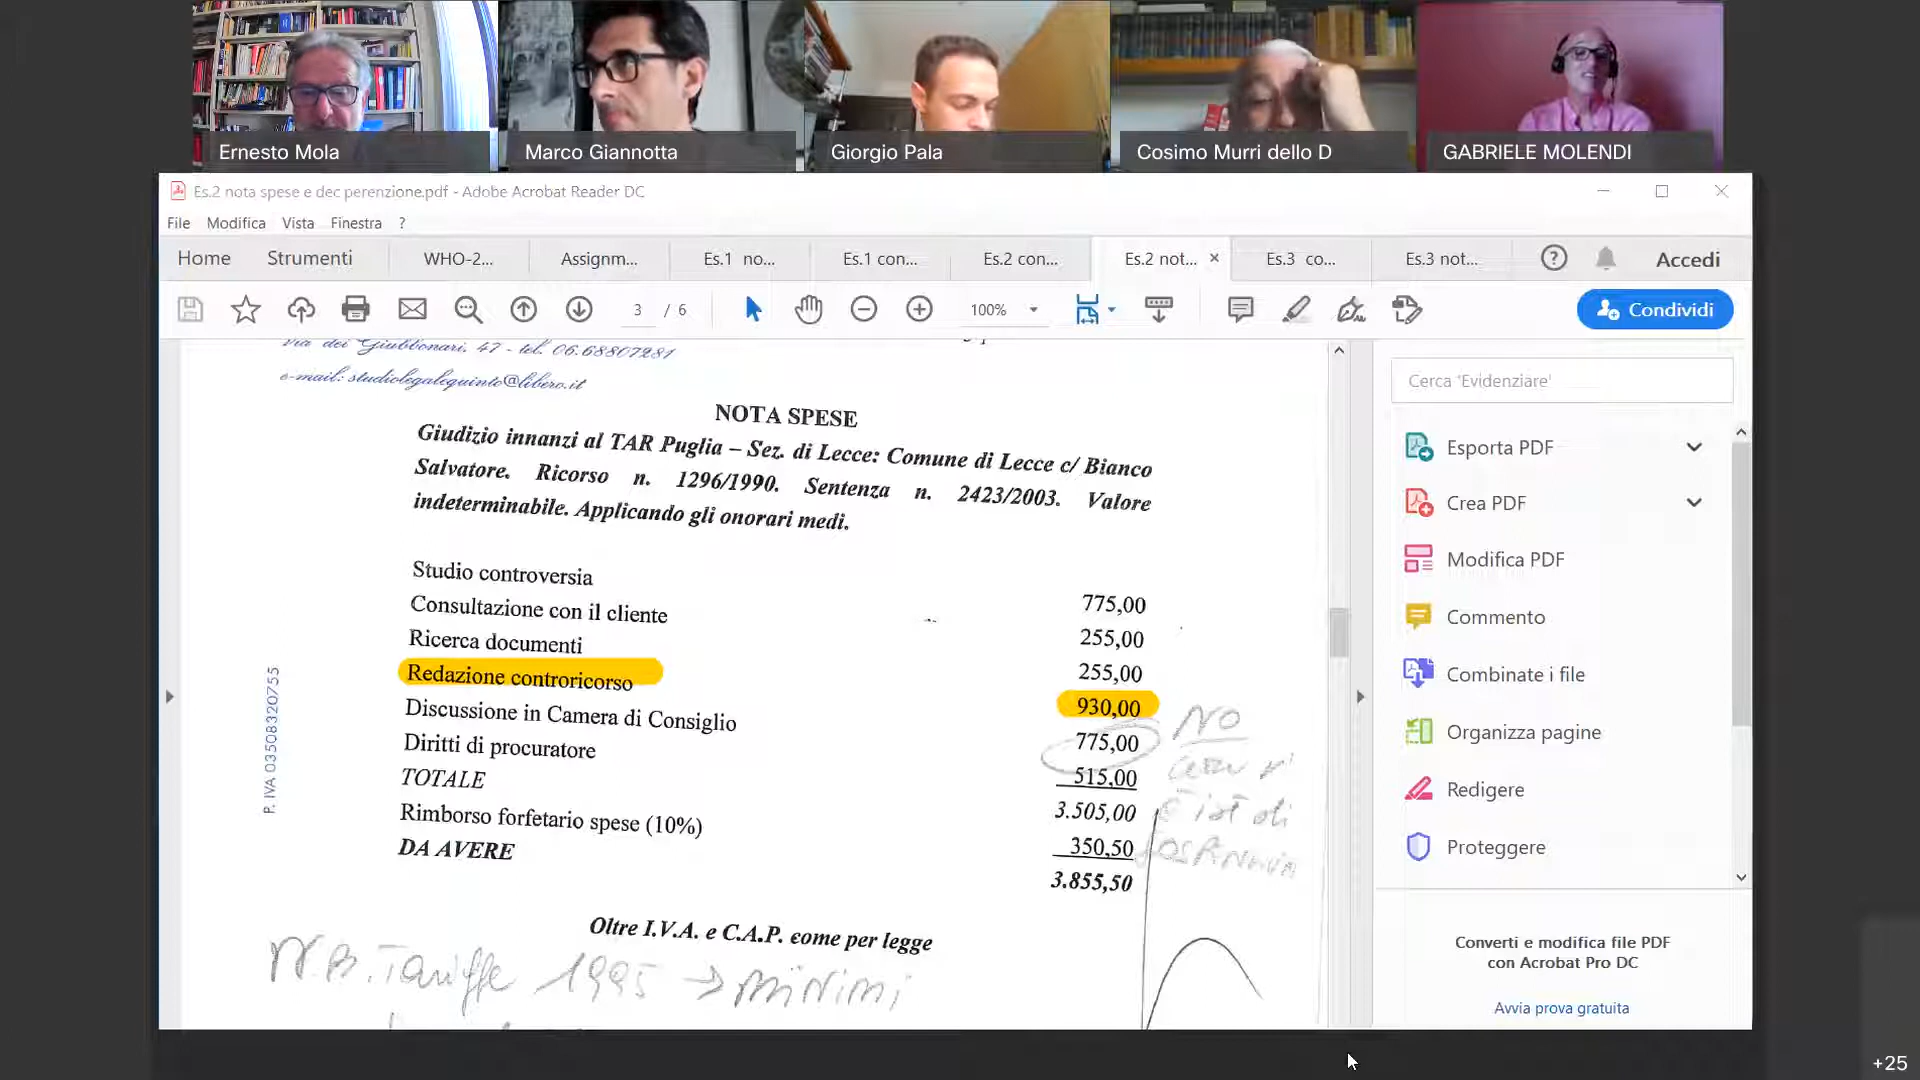 Ernesto Mola
Marco Giannotta
Giorgio Pala
Cosimo Murri dello D
GABRIELE MOLENDI
Es.2 nota spese e dec perenzione.pdf - Adobe Acrobat Reader DC
File Modifica Vista Finestra ?
Home Strumenti WHO-2... Assignm... Es.1 no... Es.1 con... Es.2 con... Es.2 not... Es.3 co... Es.3 not... Accedi
3 / 6 100% Condividi
Via dei Giubbonari, 47 - tel. 06.68807281
e-mail: studiolegalequinto@libero.it
NOTA SPESE
Giudizio innanzi al TAR Puglia – Sez. di Lecce: Comune di Lecce c/ Bianco
Salvatore. Ricorso n. 1296/1990. Sentenza n. 2423/2003. Valore
indeterminabile. Applicando gli onorari medi.
Studio controversia 775,00
Consultazione con il cliente 255,00
Ricerca documenti 255,00
Redazione controricorso 930,00
Discussione in Camera di Consiglio 775,00
Diritti di procuratore 515,00
TOTALE 3.505,00
Rimborso forfetario spese (10%) 350,50
DA AVERE 3.855,50
NO
Oltre I.V.A. e C.A.P. come per legge
N.B. Tariffe 1995 → minimi
P. IVA 03508320755
Cerca 'Evidenziare'
Esporta PDF
Crea PDF
Modifica PDF
Commento
Combinate i file
Organizza pagine
Redigere
Proteggere
Converti e modifica file PDF
con Acrobat Pro DC
Avvia prova gratuita
+25